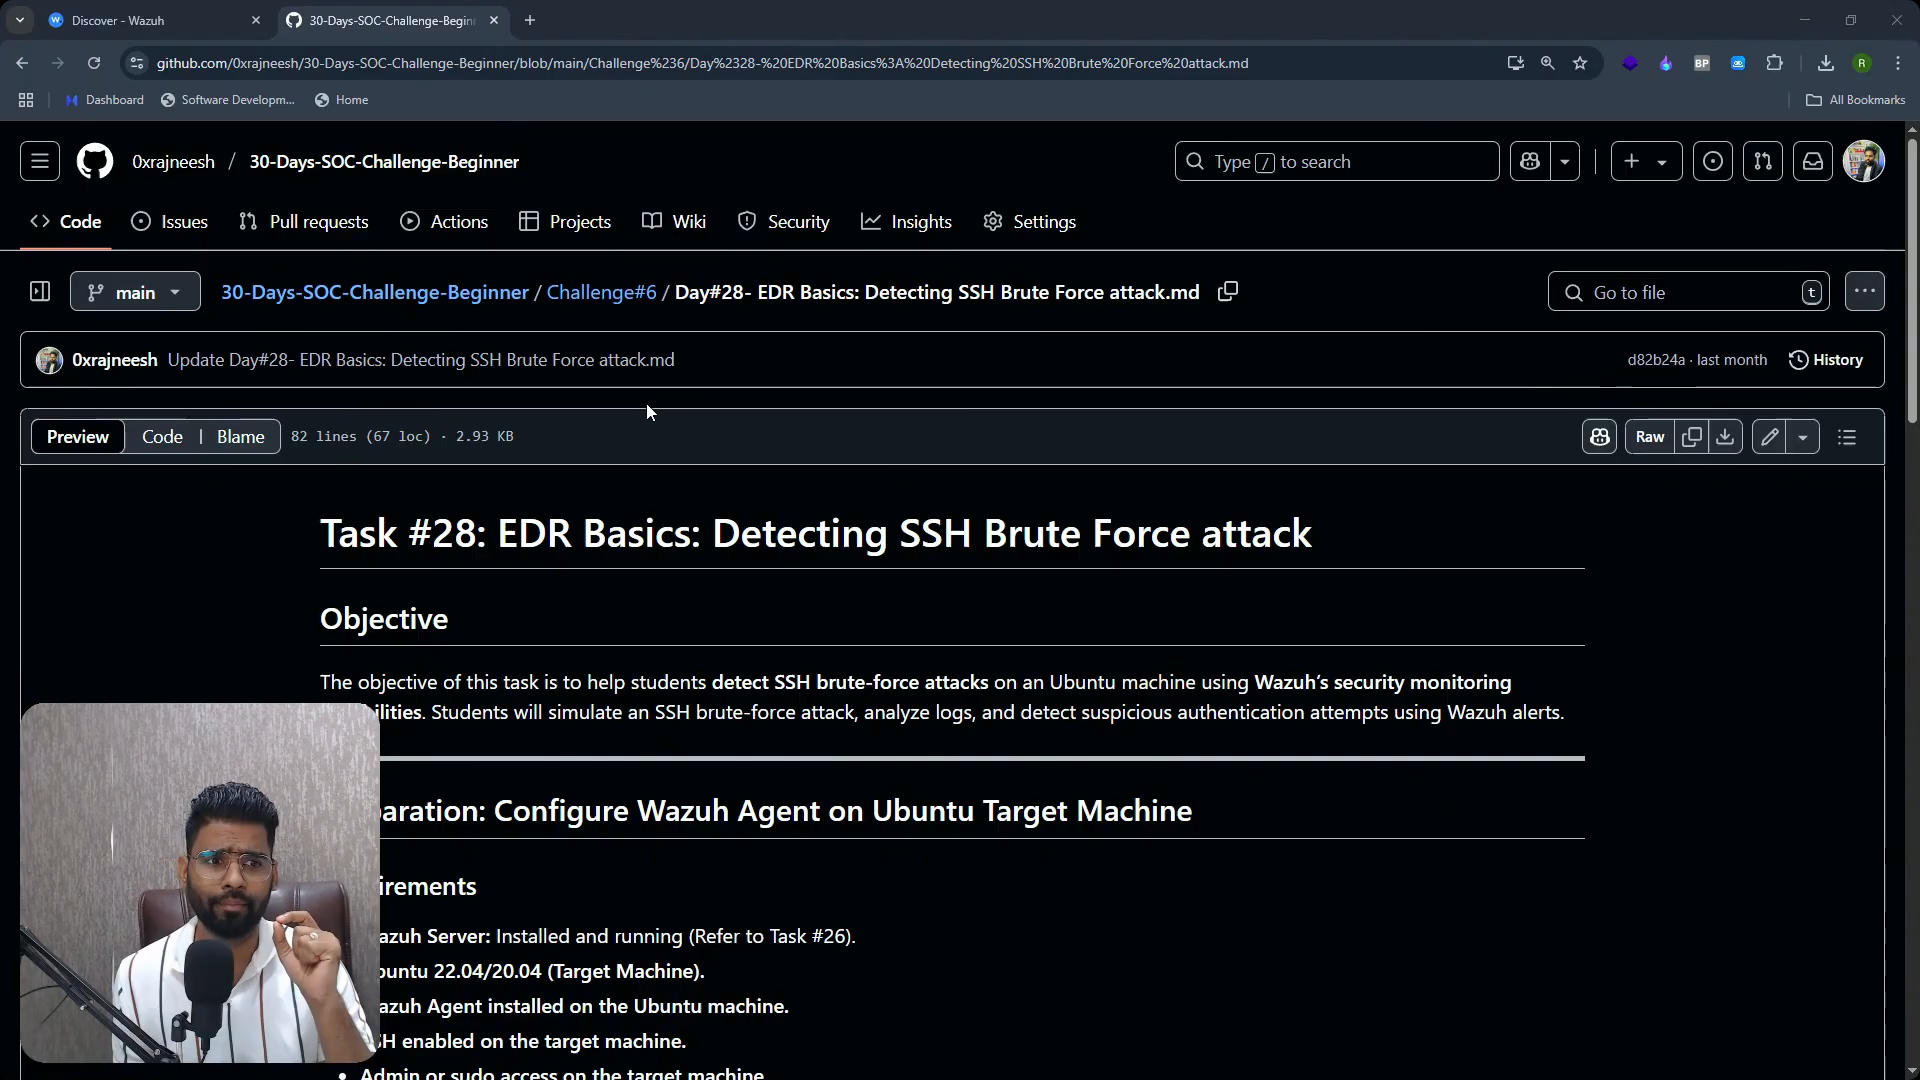 Discover - Wazuh
30-Days-SOC-Challenge-Begin
github.com/0xrajneesh/30-Days-SOC-Challenge-Beginner/blob/main/Challenge%236/Day%2328-%20EDR%20Basics%3A%20Detecting%20SSH%20Brute%20Force%20attack.md
BP
R
Dashboard
Software Developm...
Home
All Bookmarks
0xrajneesh / 30-Days-SOC-Challenge-Beginner
Type / to search
Code
Issues
Pull requests
Actions
Projects
Wiki
Security
Insights
Settings
main
30-Days-SOC-Challenge-Beginner / Challenge#6 / Day#28- EDR Basics: Detecting SSH Brute Force attack.md
Go to file
t
0xrajneesh Update Day#28- EDR Basics: Detecting SSH Brute Force attack.md
d82b24a · last month
History
Preview
Code
Blame
82 lines (67 loc) · 2.93 KB
Raw
Task #28: EDR Basics: Detecting SSH Brute Force attack
Objective
The objective of this task is to help students detect SSH brute-force attacks on an Ubuntu machine using Wazuh's security monitoring
ilities. Students will simulate an SSH brute-force attack, analyze logs, and detect suspicious authentication attempts using Wazuh alerts.
aration: Configure Wazuh Agent on Ubuntu Target Machine
irements
azuh Server: Installed and running (Refer to Task #26).
buntu 22.04/20.04 (Target Machine).
azuh Agent installed on the Ubuntu machine.
SH enabled on the target machine.
Admin or sudo access on the target machine